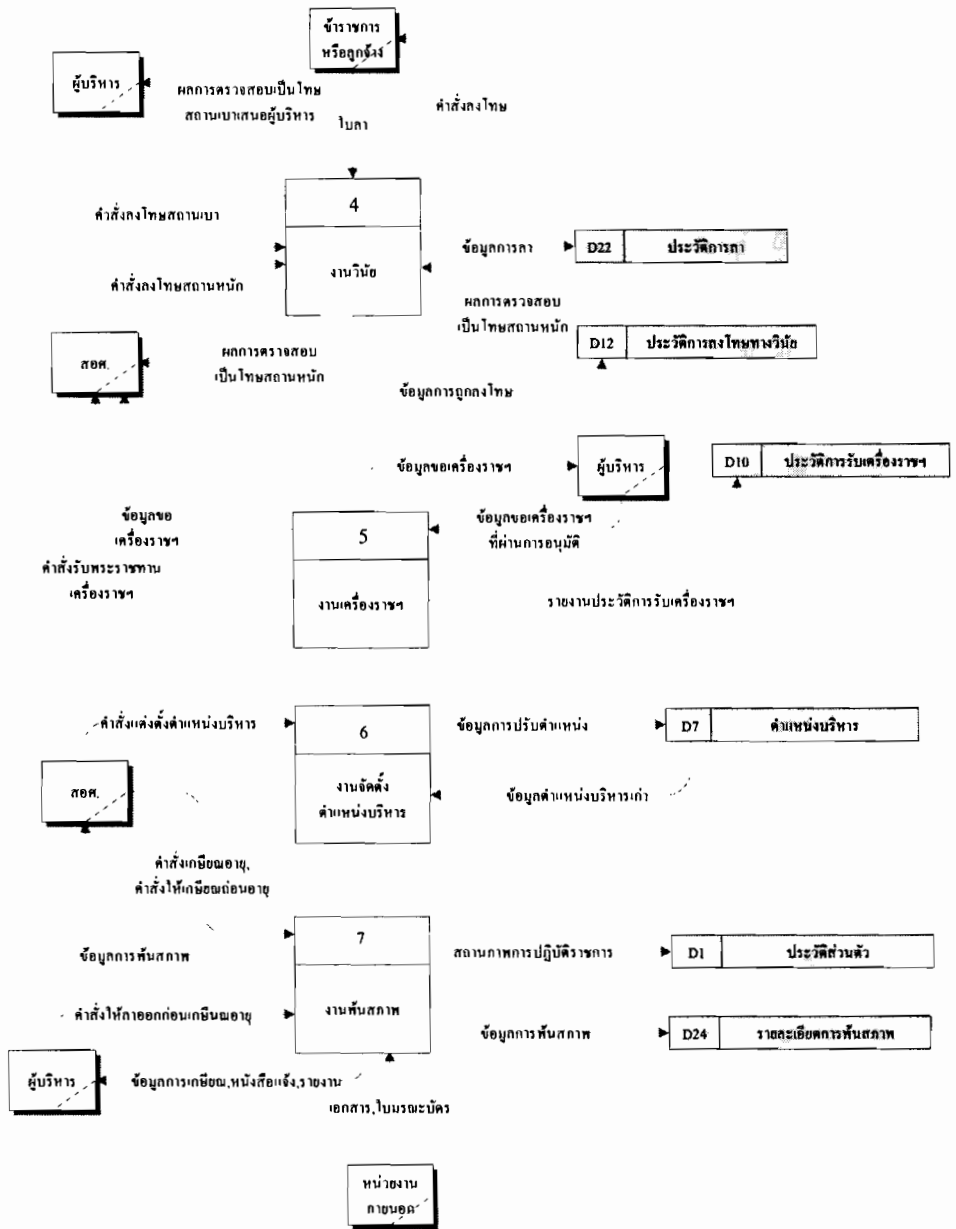 ข้าราชการ
หรือลูกจ้าง
ผู้บริหาร
ผลการตรวจสอบเป็นโทษ
สถานเบาเสนอผู้บริหาร
ใบลา
คำสั่งลงโทษ
4
งานวินัย
คำสั่งลงโทษสถานเบา
คำสั่งลงโทษสถานหนัก
ข้อมูลการลา
D22 ประวัติการลา
ผลการตรวจสอบ
เป็นโทษสถานหนัก
D12 ประวัติการลงโทษทางวินัย
สอศ.
ผลการตรวจสอบ
เป็นโทษสถานหนัก
ข้อมูลการถูกลงโทษ
ข้อมูลขอเครื่องราชฯ
ผู้บริหาร
D10 ประวัติการรับเครื่องราชฯ
ข้อมูลขอ
เครื่องราชฯ
คำสั่งรับพระราชทาน
เครื่องราชฯ
5
งานเครื่องราชฯ
ข้อมูลขอเครื่องราชฯ
ที่ผ่านการอนุมัติ
รายงานประวัติการรับเครื่องราชฯ
คำสั่งแต่งตั้งตำแหน่งบริหาร
6
งานจัดตั้ง
ตำแหน่งบริหาร
ข้อมูลการปรับตำแหน่ง
D7 ตำแหน่งบริหาร
ข้อมูลตำแหน่งบริหารเก่า
สอศ.
คำสั่งเกษียณอายุ,
คำสั่งให้เกษียณก่อนอายุ
7
งานพ้นสภาพ
ข้อมูลการพ้นสภาพ
คำสั่งให้ลาออกก่อนเกษียนณอายุ
สถานภาพการปฏิบัติราชการ
D1 ประวัติส่วนตัว
ข้อมูลการพ้นสภาพ
D24 รายละเอียดการพ้นสภาพ
ผู้บริหาร
ข้อมูลการเกษียณ,หนังสือแจ้ง,รายงาน
เอกสาร,ใบมรณะบัตร
หน่วยงาน
ภายนอก